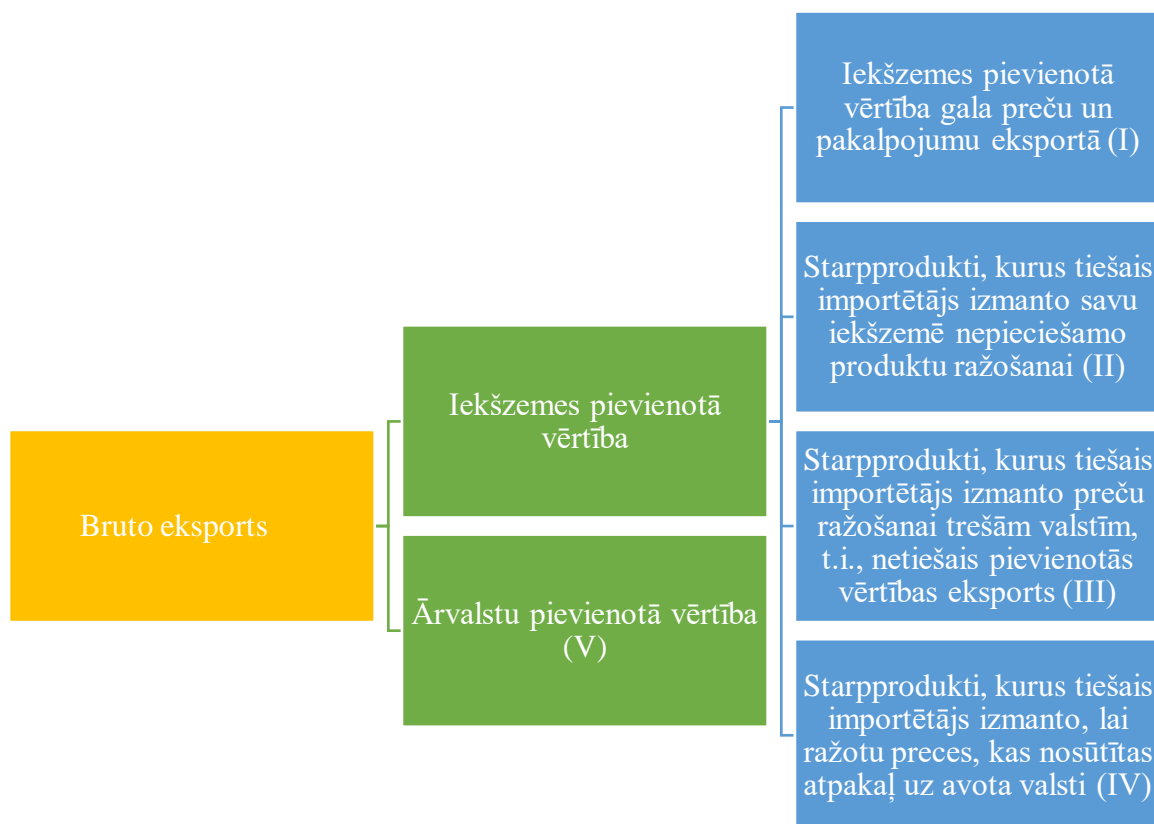 Bruto eksports
Iekšzemes pievienotā
vērtība
Ārvalstu pievienotā vērtība
(V)
Iekšzemes pievienotā
vērtība gala preču un
pakalpojumu eksportā (I)
Starpprodukti, kurus tiešais
importētājs izmanto savu
iekšzemē nepieciešamo
produktu ražošanai (II)
Starpprodukti, kurus tiešais
importētājs izmanto preču
ražošanai trešām valstīm,
t.i., netiešais pievienotās
vērtības eksports (III)
Starpprodukti, kurus tiešais
importētājs izmanto, lai
ražotu preces, kas nosūtītas
atpakaļ uz avota valsti (IV)